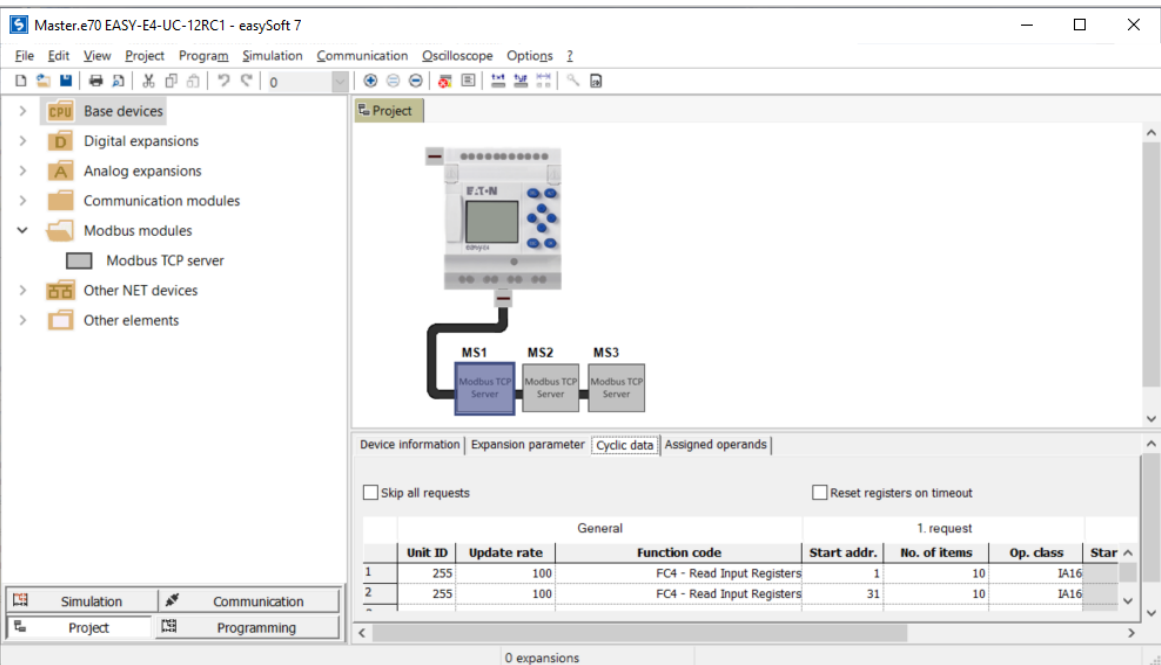 Master.e70 EASY-E4-UC-12RC1 - easySoft 7
File Edit View Project Program Simulation Communication Oscilloscope Options ?
0
Base devices
Digital expansions
Analog expansions
Communication modules
Modbus modules
Modbus TCP server
Other NET devices
Other elements
Simulation Communication
Project Programming
Project
MS1 MS2 MS3
Modbus TCP Server
Modbus TCP Server
Modbus TCP Server
Device information Expansion parameter Cyclic data Assigned operands
Skip all requests Reset registers on timeout
General 1. request
Unit ID Update rate Function code Start addr. No. of items Op. class Star
1 255 100 FC4 - Read Input Registers 1 10 IA16
2 255 100 FC4 - Read Input Registers 31 10 IA16
0 expansions